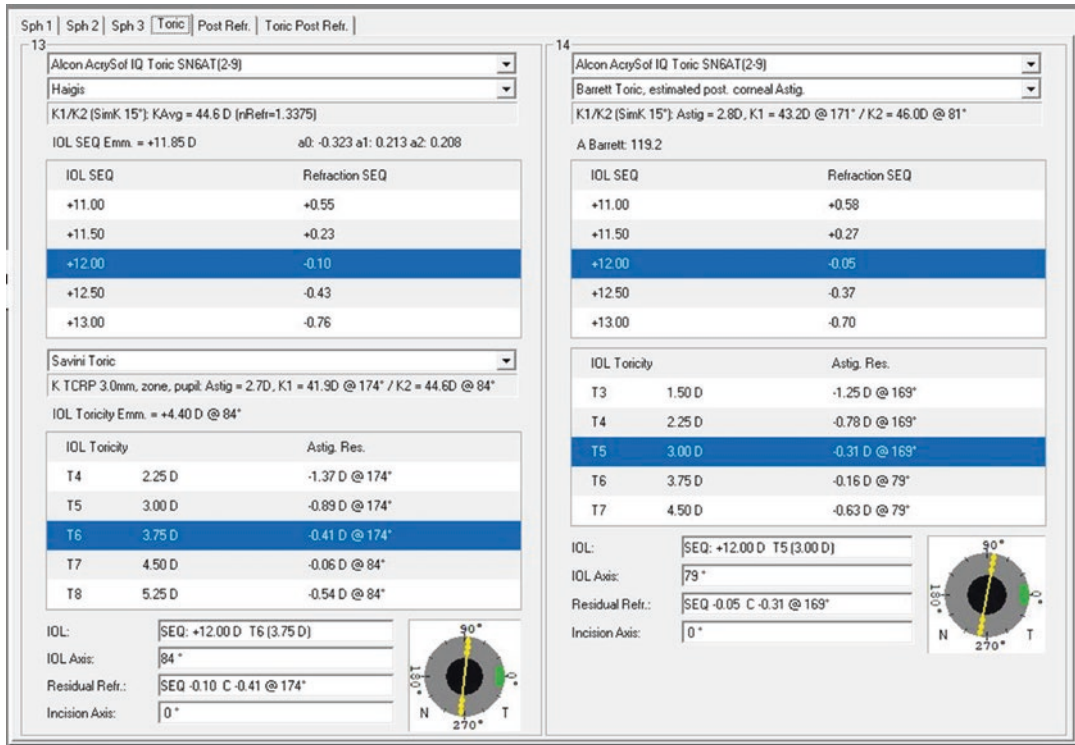 Sph 1 Sph 2 Sph 3 Toric Post Refr. Toric Post Refr.
13
Alcon AcrySof IQ Toric SN6AT(2-9)
Haigis
K1/K2 (SimK 15°): KAvg = 44.6 D (nRefr=1.3375)
IOL SEQ Emm. = +11.85 D a0: -0.323 a1: 0.213 a2: 0.208
IOL SEQ Refraction SEQ
+11.00 +0.55
+11.50 +0.23
+12.00 -0.10
+12.50 -0.43
+13.00 -0.76
Savini Toric
K TCRP 3.0mm, zone, pupil: Astig = 2.7D, K1 = 41.9D @ 174° / K2 = 44.6D @ 84°
IOL Toricity Emm. = +4.40 D @ 84°
IOL Toricity Astig. Res.
T4 2.25 D -1.37 D @ 174°
T5 3.00 D -0.89 D @ 174°
T6 3.75 D -0.41 D @ 174°
T7 4.50 D -0.06 D @ 84°
T8 5.25 D -0.54 D @ 84°
IOL: SEQ: +12.00 D T6 (3.75 D)
IOL Axis: 84 °
Residual Refr.: SEQ -0.10 C -0.41 @ 174°
Incision Axis: 0 °
90°
180°
0°
N T
270°
14
Alcon AcrySof IQ Toric SN6AT(2-9)
Barrett Toric, estimated post. corneal Astig.
K1/K2 (SimK 15°): Astig = 2.8D, K1 = 43.2D @ 171° / K2 = 46.0D @ 81°
A Barrett: 119.2
IOL SEQ Refraction SEQ
+11.00 +0.58
+11.50 +0.27
+12.00 -0.05
+12.50 -0.37
+13.00 -0.70
IOL Toricity Astig. Res.
T3 1.50 D -1.25 D @ 169°
T4 2.25 D -0.78 D @ 169°
T5 3.00 D -0.31 D @ 169°
T6 3.75 D -0.16 D @ 79°
T7 4.50 D -0.63 D @ 79°
IOL: SEQ: +12.00 D T5 (3.00 D)
IOL Axis: 79 °
Residual Refr.: SEQ -0.05 C -0.31 @ 169°
Incision Axis: 0 °
90°
180°
0°
N T
270°